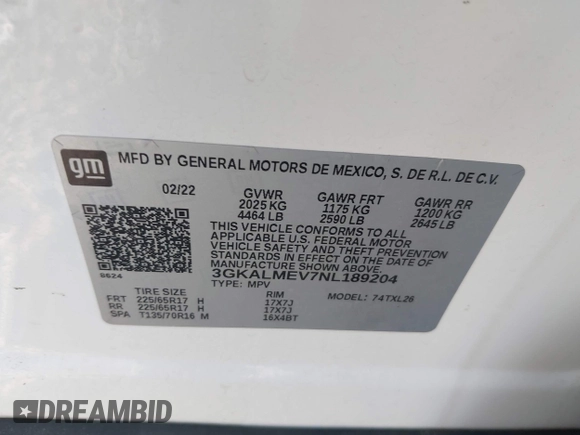 gm
MFD BY GENERAL MOTORS DE MEXICO, S. DE R.L. DE C.V.
02/22 GVWR GAWR FRT GAWR RR
2025 KG 1175 KG 1200 KG
4464 LB 2590 LB 2645 LB
THIS VEHICLE CONFORMS TO ALL
APPLICABLE U.S. FEDERAL MOTOR
VEHICLE SAFETY AND THEFT PREVENTION
STANDARDS IN EFFECT ON THE DATE OF
MANUFACTURE SHOWN ABOVE.
3GKALMEV7NL189204
6624 TYPE: MPV MODEL: 74TXL26
TIRE SIZE RIM
FRT 225/65R17 H 17X7J
RR 225/65R17 H 17X7J
SPA T135/70R16 M 16X4BT
DREAMBID